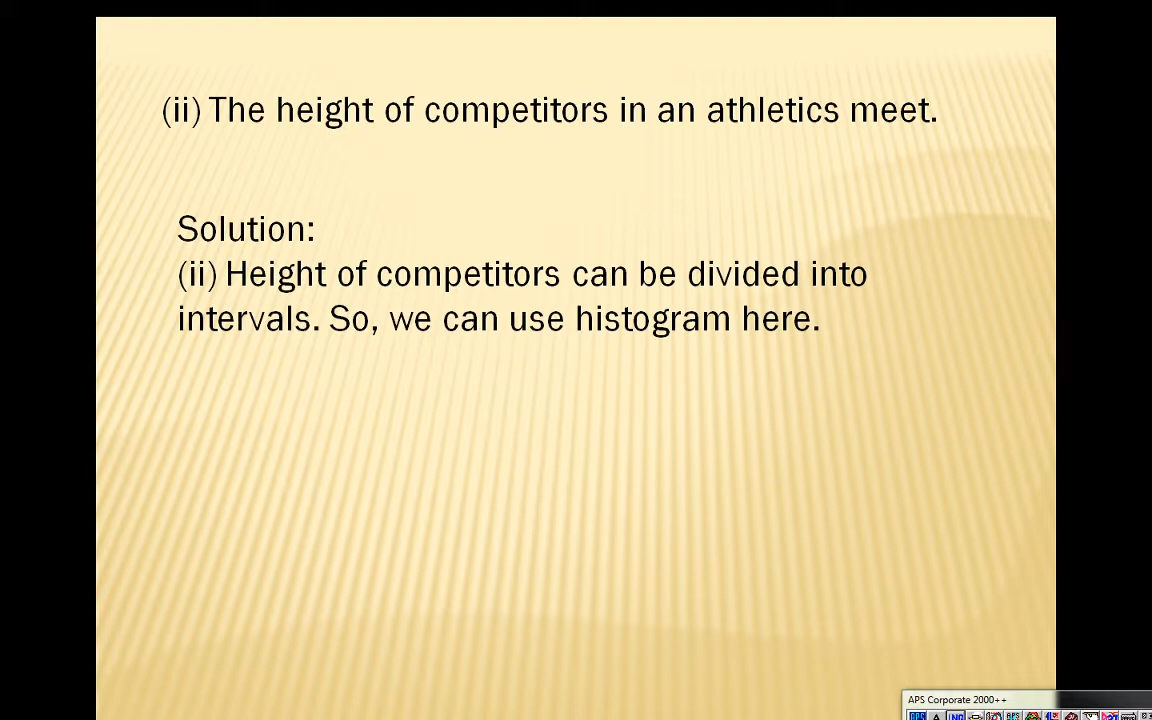 (ii) The height of competitors in an athletics meet.
Solution:
(ii) Height of competitors can be divided into
intervals. So, we can use histogram here.
APS Corporate 2000++